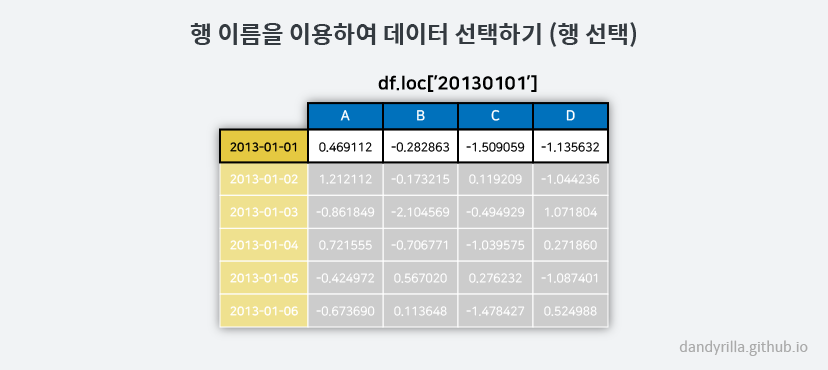 행 이름을 이용하여 데이터 선택하기 (행 선택)
df.loc['20130101']
A B C D
2013-01-01 0.469112 -0.282863 -1.509059 -1.135632
2013-01-02 1.212112 -0.173215 0.119209 -1.044236
2013-01-03 -0.861849 -2.104569 -0.494929 1.071804
2013-01-04 0.721555 -0.706771 -1.039575 0.271860
2013-01-05 -0.424972 0.567020 0.276232 -1.087401
2013-01-06 -0.673690 0.113648 -1.478427 0.524988
dandyrilla.github.io